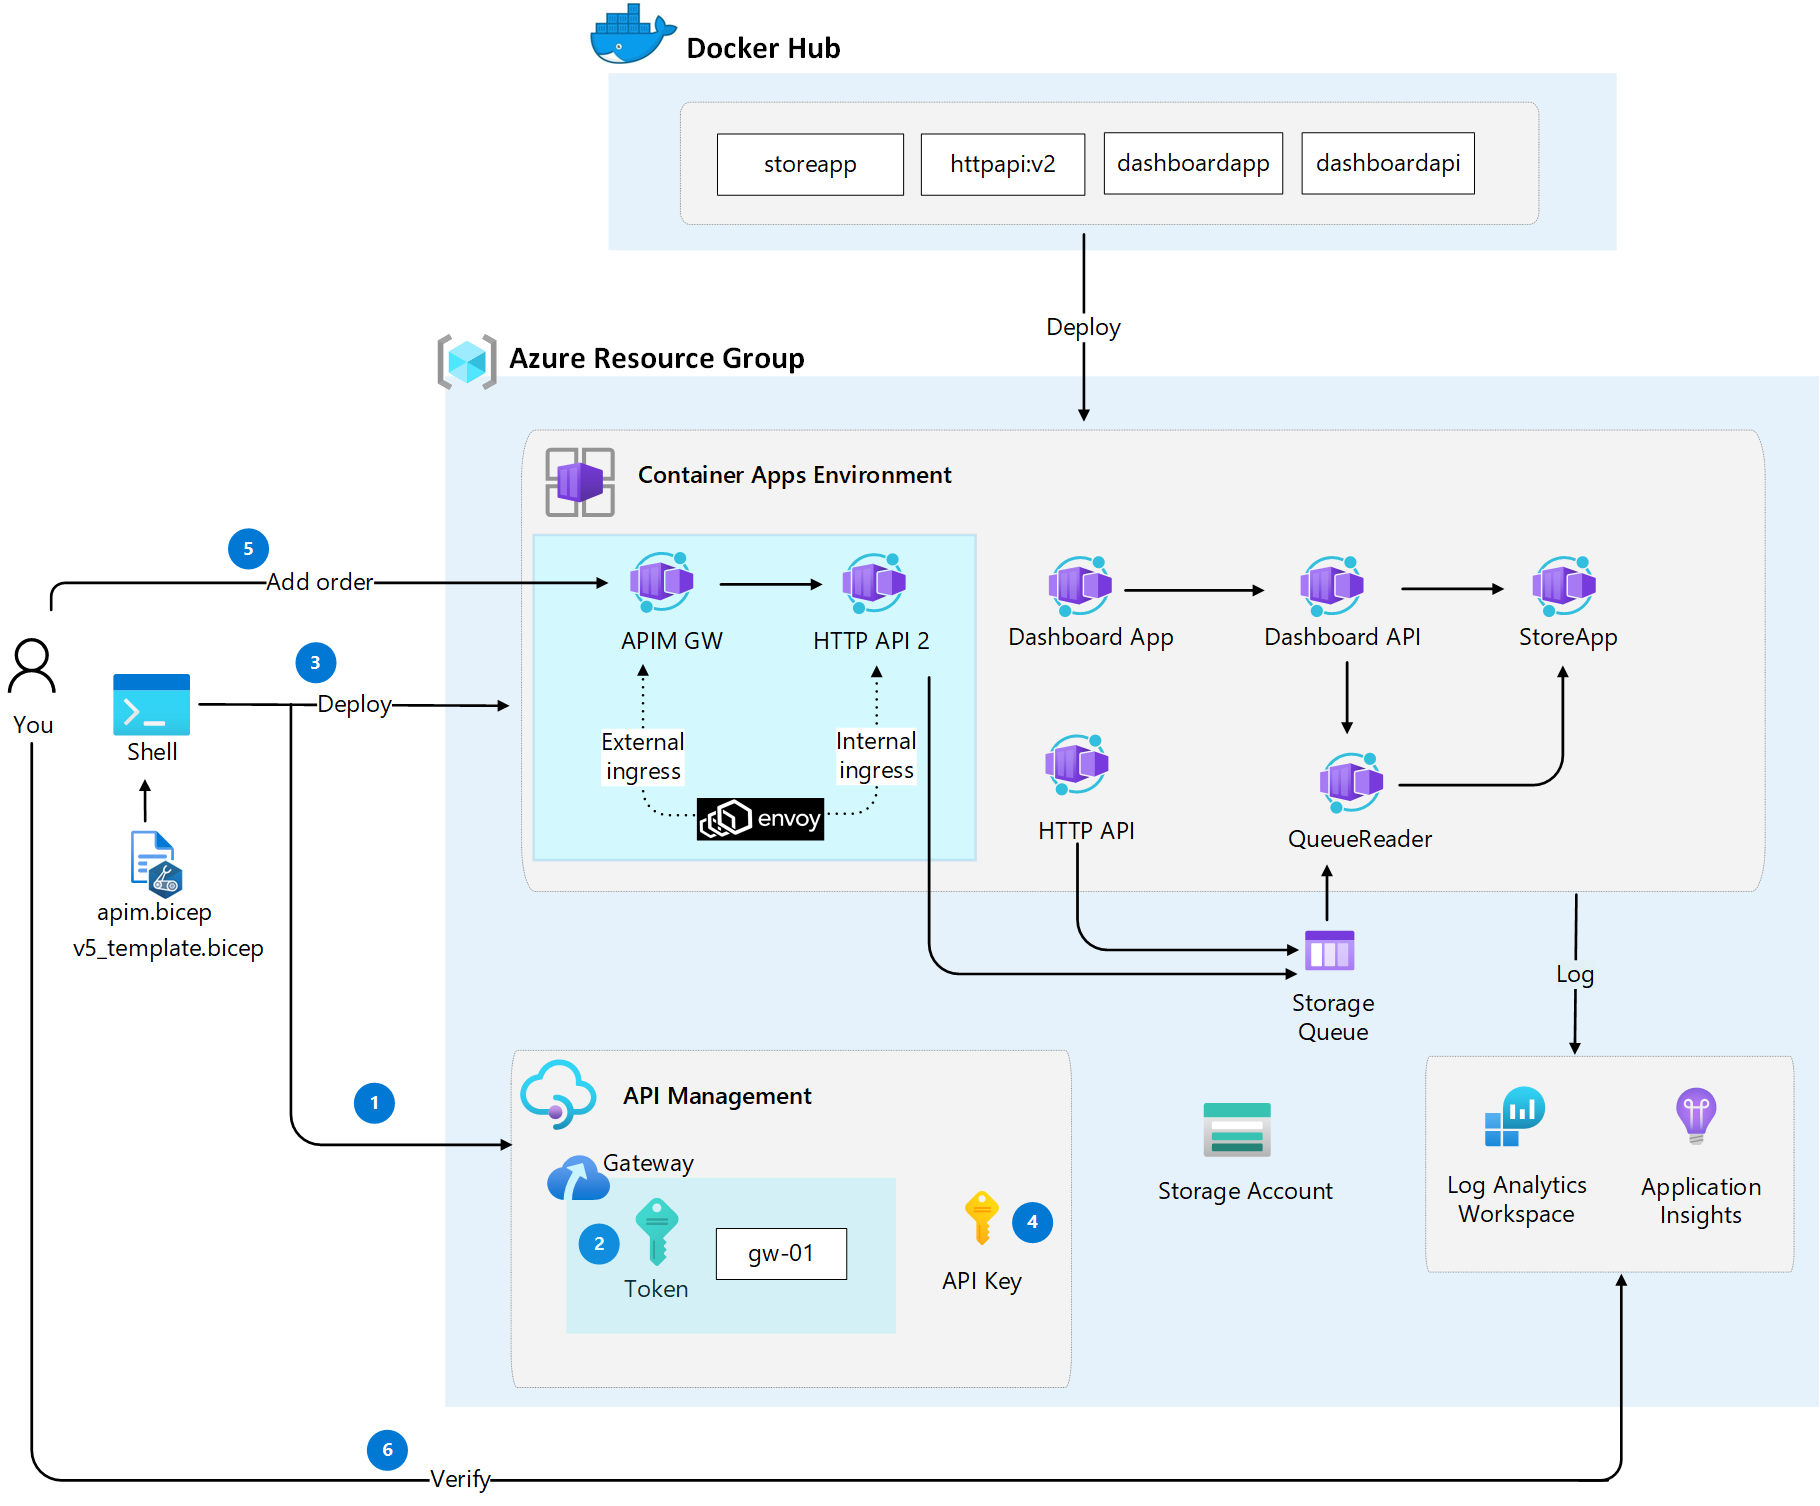 Docker Hub
storeapp
httpapi:v2
dashboardapp
dashboardapi
Deploy
Azure Resource Group
Container Apps Environment
5
Add order
APIM GW
HTTP API 2
Dashboard App
Dashboard API
StoreApp
3
Deploy
You
Shell
External
ingress
Internal
ingress
envoy
HTTP API
QueueReader
apim.bicep
v5_template.bicep
Storage
Queue
Log
1
API Management
Gateway
2
Token
gw-01
4
API Key
Storage Account
Log Analytics
Workspace
Application
Insights
6
Verify